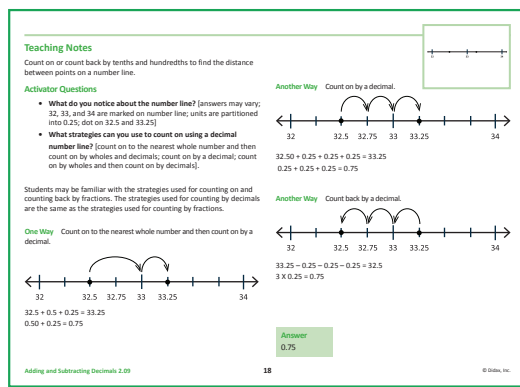 Teaching Notes
Count on or count back by tenths and hundredths to find the distance
between points on a number line.
Activator Questions
• What do you notice about the number line? [answers may vary;
32, 33, and 34 are marked on number line; units are partitioned
into 0.25; dot on 32.5 and 33.25]
• What strategies can you use to count on using a decimal
number line? [count on to the nearest whole number and then
count on by wholes and decimals; count on by a decimal; count
on by wholes and then count on by decimals].
Students may be familiar with the strategies used for counting on and
counting back by fractions. The strategies used for counting by decimals
are the same as the strategies used for counting by fractions.
One Way Count on to the nearest whole number and then count on by a
decimal.
32 32.5 32.75 33 33.25 34
32.5 + 0.5 + 0.25 = 33.25
0.50 + 0.25 = 0.75
Another Way Count on by a decimal.
32 32.5 32.75 33 33.25 34
32.50 + 0.25 + 0.25 + 0.25 = 33.25
0.25 + 0.25 + 0.25 = 0.75
Another Way Count back by a decimal.
32 32.5 32.75 33 33.25 34
33.25 – 0.25 – 0.25 – 0.25 = 32.5
3 X 0.25 = 0.75
Answer
0.75
Adding and Subtracting Decimals 2.09
18
© Didax, Inc.